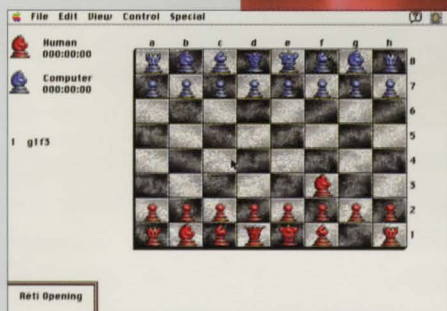 File Edit View Control Special
Human
000:00:00
Computer
000:00:00
a b c d e f g h
8
7
6
5
4
3
2
1
1 g1f3
Réti Opening